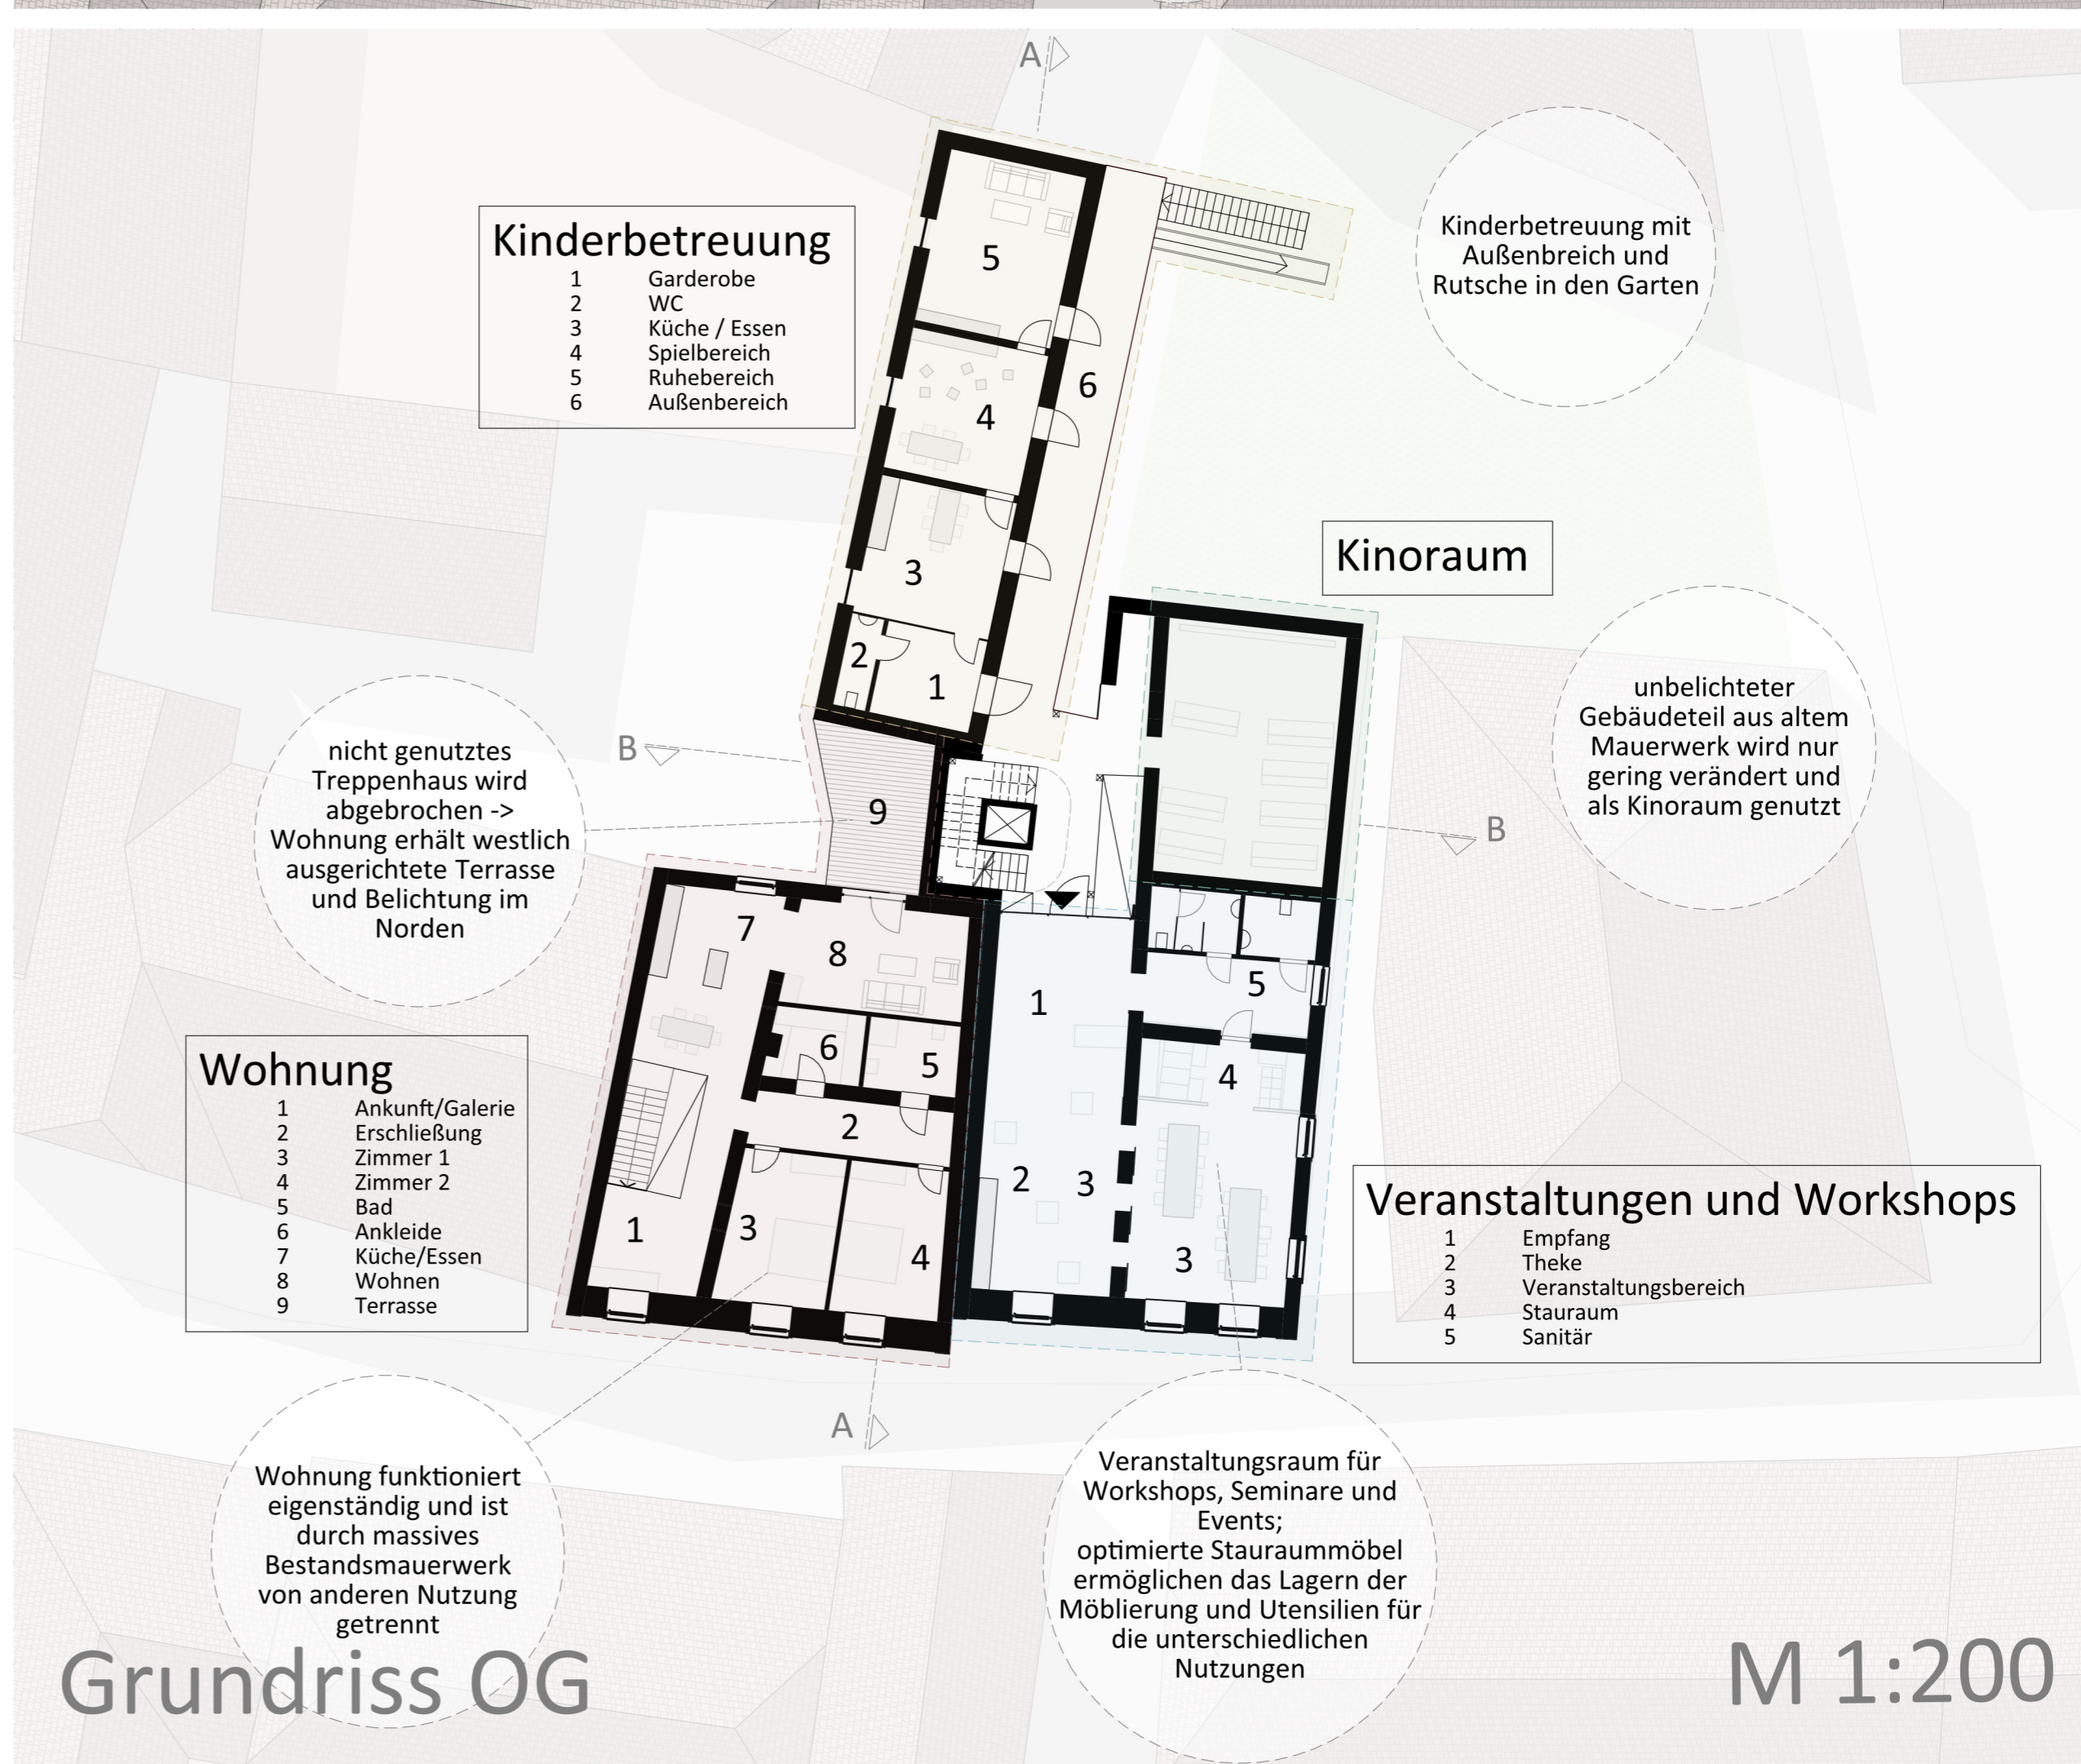 A
Kinderbetreuung
1 Garderobe
2 WC
3 Küche / Essen
4 Spielbereich
5 Ruhebereich
6 Außenbereich
Kinderbetreuung mit
Außenbreich und
Rutsche in den Garten
5
6
4
3
2
1
Kinoraum
unbelichteter
Gebäudeteil aus altem
Mauerwerk wird nur
gering verändert und
als Kinoraum genutzt
B
B
nicht genutztes
Treppenhaus wird
abgebrochen ->
Wohnung erhält westlich
ausgerichtete Terrasse
und Belichtung im
Norden
9
7
8
6
5
2
1
3
4
1
5
4
2
3
3
Wohnung
1 Ankunft/Galerie
2 Erschließung
3 Zimmer 1
4 Zimmer 2
5 Bad
6 Ankleide
7 Küche/Essen
8 Wohnen
9 Terrasse
Veranstaltungen und Workshops
1 Empfang
2 Theke
3 Veranstaltungsbereich
4 Stauraum
5 Sanitär
A
Wohnung funktioniert
eigenständig und ist
durch massives
Bestandsmauerwerk
von anderen Nutzung
getrennt
Veranstaltungsraum für
Workshops, Seminare und
Events;
optimierte Stauraummöbel
ermöglichen das Lagern der
Möblierung und Utensilien für
die unterschiedlichen
Nutzungen
Grundriss OG
M 1:200